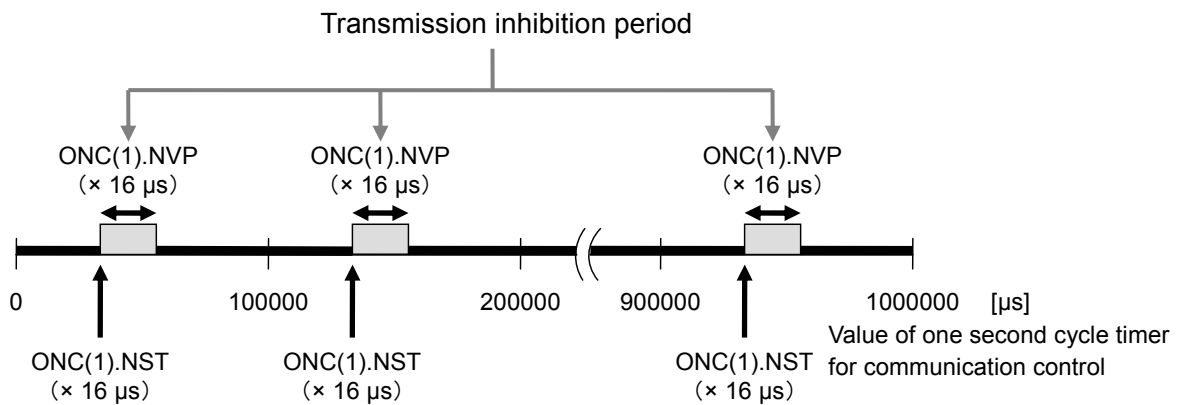 Transmission inhibition period
ONC(1).NVP
（× 16 μs）
ONC(1).NVP
（× 16 μs）
ONC(1).NVP
（× 16 μs）
0
100000
200000
900000
1000000
[μs]
Value of one second cycle timer
for communication control
ONC(1).NST
（× 16 μs）
ONC(1).NST
（× 16 μs）
ONC(1).NST
（× 16 μs）